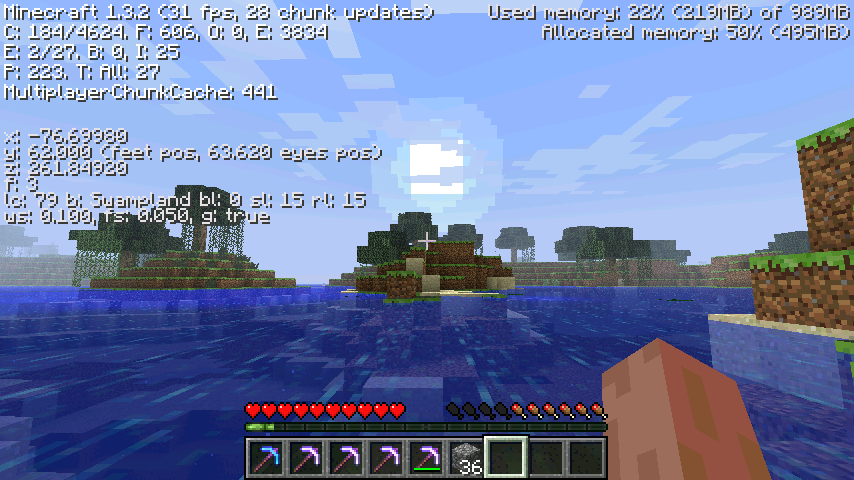 Minecraft 1.3.2 (31 fps, 28 chunk updates)
Used memory: 22% (219MB) of 989MB
C: 184/4624, F: 606, O: 0, E: 3834
Allocated memory: 50% (495MB)
E: 2/27, B: 0, I: 25
P: 223, T: All: 27
MultiplayerChunkCache: 441
x: -76.69980
y: 62.000 (feet pos, 63.620 eyes pos)
z: 261.84920
f: 3
lc: 79 b: Swampland bl: 0 sl: 15 rl: 15
ws: 0.100, fs: 0.050, g: true
36